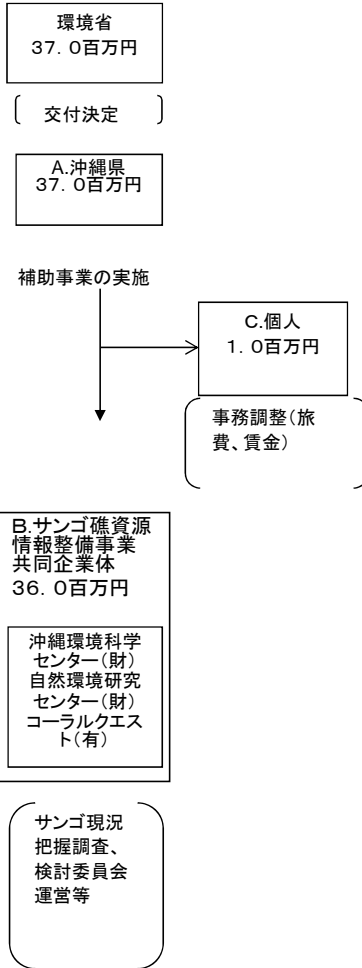 環境省
37．0百万円
交付決定
A.沖縄県
37．0百万円
補助事業の実施
C.個人
1．0百万円
事務調整（旅
費、賃金）
B.サンゴ礁資源
情報整備事業
共同企業体
36．0百万円
沖縄環境科学
センター（財）
自然環境研究
センター（財）
コーラルクエス
ト（有）
サンゴ現況
把握調査、
検討委員会
運営等